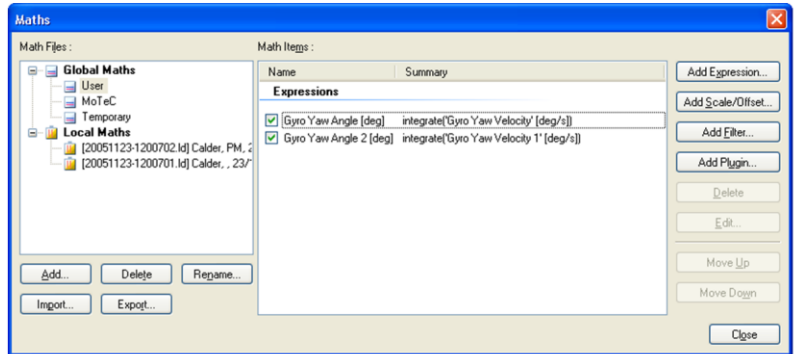 Maths
Math Files :
Global Maths
User
MoTeC
Temporary
Local Maths
[20051123-1200702.ld] Calder, PM, 2
[20051123-1200701.ld] Calder, , 23/
Add...
Delete
Rename...
Import...
Export...
Math Items :
Name Summary
Expressions
Gyro Yaw Angle [deg] integrate('Gyro Yaw Velocity' [deg/s])
Gyro Yaw Angle 2 [deg] integrate('Gyro Yaw Velocity 1' [deg/s])
Add Expression...
Add Scale/Offset...
Add Filter...
Add Plugin...
Delete
Edit...
Move Up
Move Down
Close